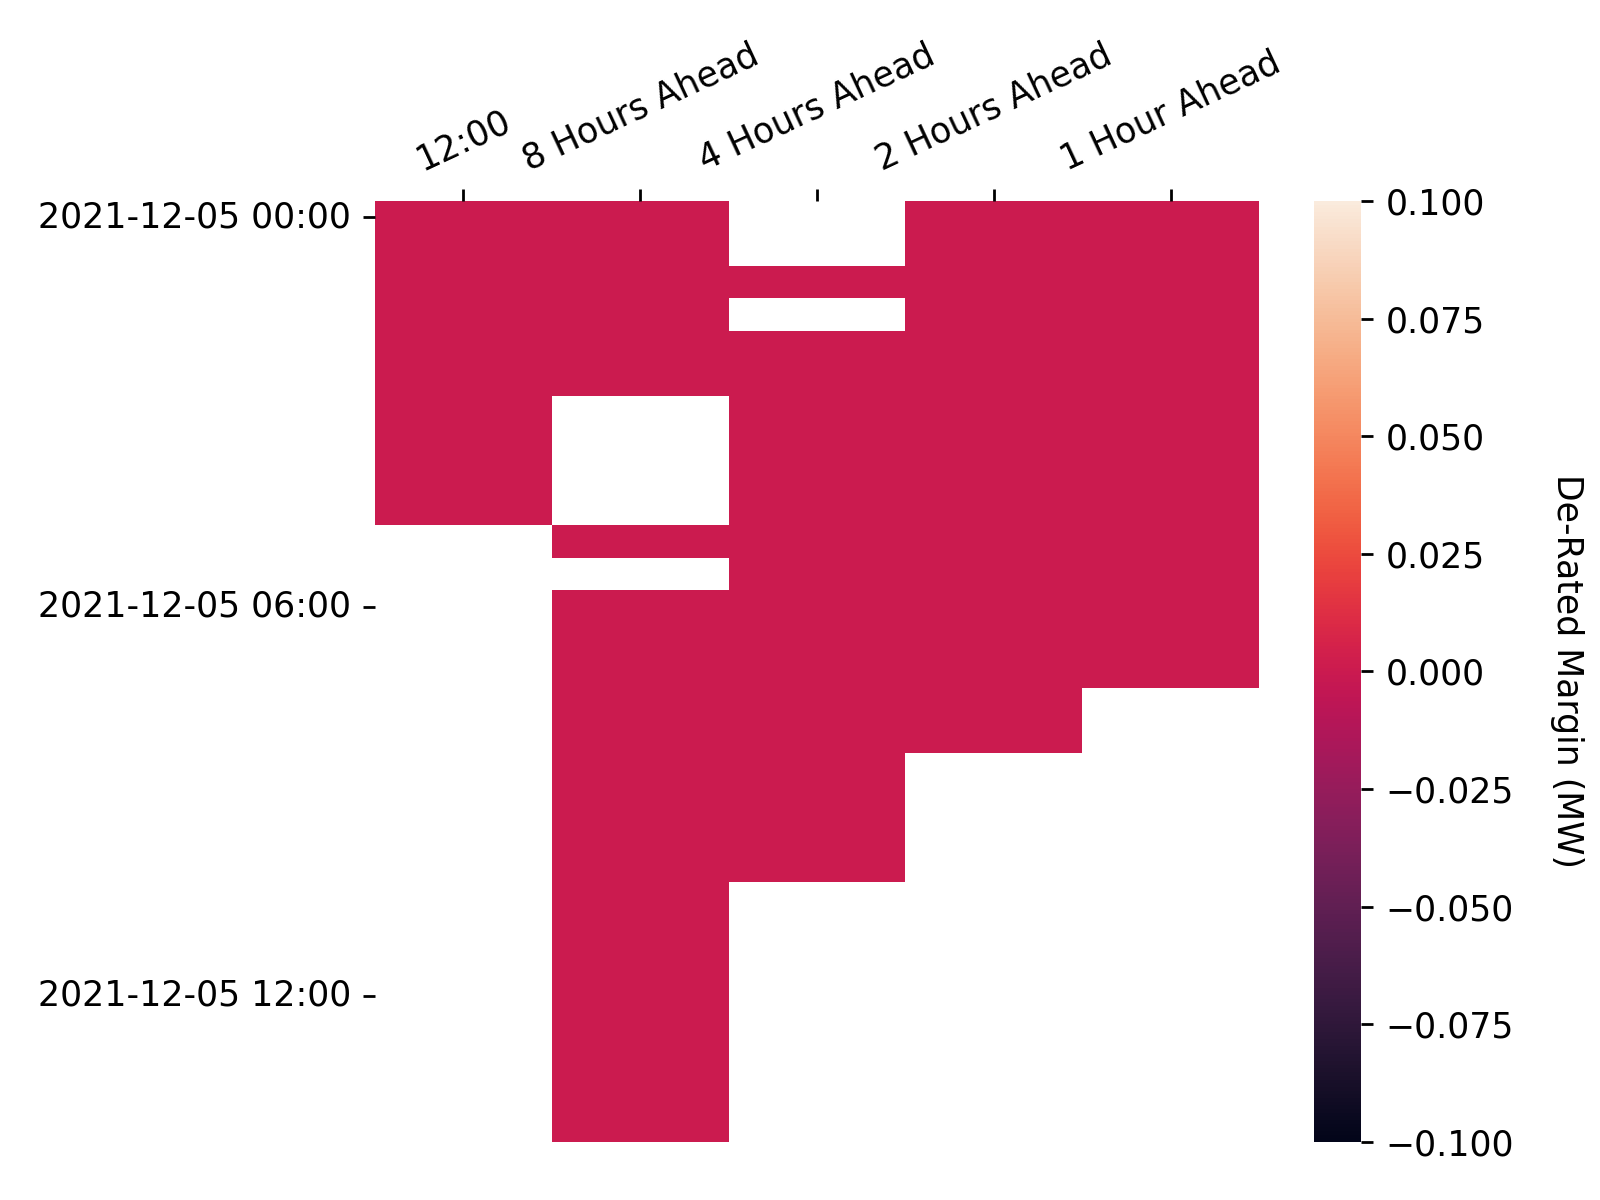 12:00
8 Hours Ahead
4 Hours Ahead
2 Hours Ahead
1 Hour Ahead
2021-12-05 00:00
2021-12-05 06:00
2021-12-05 12:00
0.100
0.075
0.050
0.025
0.000
−0.025
−0.050
−0.075
−0.100
De-Rated Margin (MW)